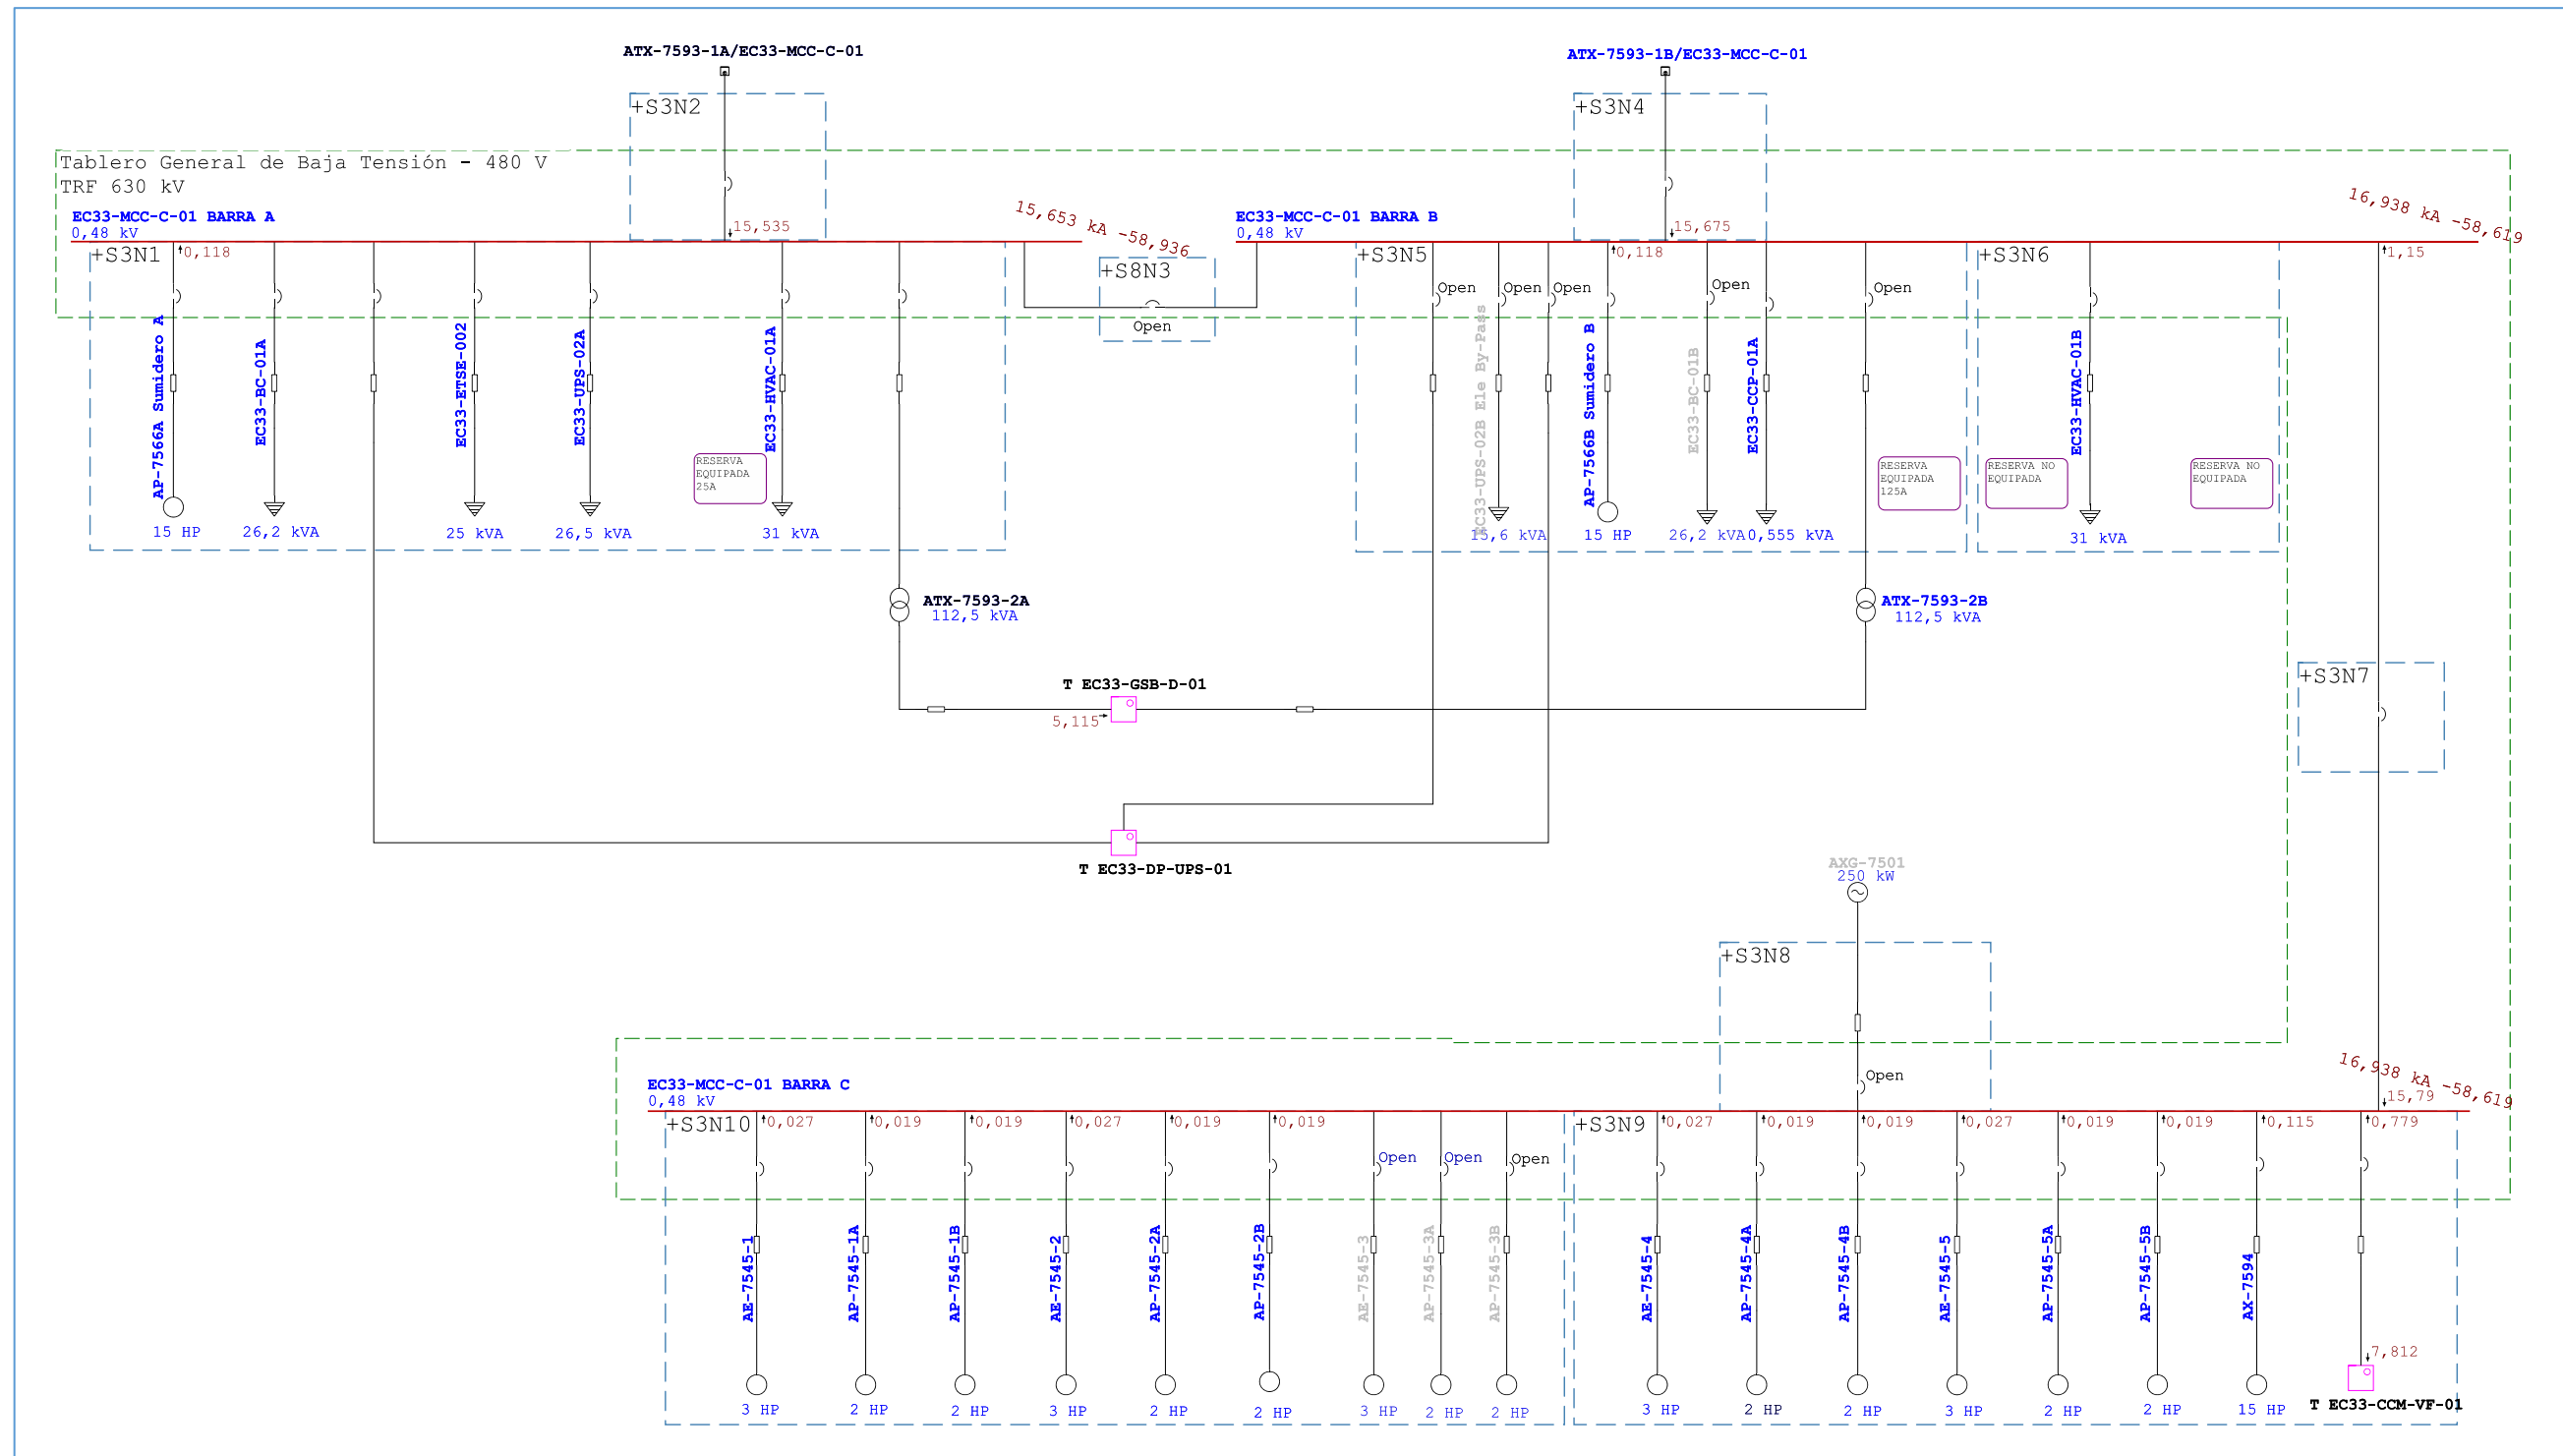 ATX-7593-1A/EC33-MCC-C-01
ATX-7593-1B/EC33-MCC-C-01
+S3N2
+S3N4
Tablero General de Baja Tensión - 480 V
TRF 630 kV
EC33-MCC-C-01 BARRA A
0,48 kV
15,535
15,653 kA -58,936
EC33-MCC-C-01 BARRA B
0,48 kV
15,675
16,938 kA -58,619
+S3N1
0,118
+S8N3
Open
+S3N5
Open
Open
Open
0,118
Open
Open
+S3N6
1,15
AP-7566A Sumidero A
EC33-BC-01A
EC33-ETSE-002
EC33-UPS-02A
EC33-HVAC-01A
EC33-UPS-02B Ele By-Pass
AP-7566B Sumidero B
EC33-BC-01B
EC33-CCP-01A
EC33-HVAC-01B
RESERVA
EQUIPADA
25A
RESERVA
EQUIPADA
125A
RESERVA NO
EQUIPADA
RESERVA NO
EQUIPADA
15 HP
26,2 kVA
25 kVA
26,5 kVA
31 kVA
15,6 kVA
15 HP
26,2 kVA
0,555 kVA
31 kVA
ATX-7593-2A
112,5 kVA
ATX-7593-2B
112,5 kVA
T EC33-GSB-D-01
5,115
+S3N7
T EC33-DP-UPS-01
AXG-7501
250 kW
+S3N8
Open
EC33-MCC-C-01 BARRA C
0,48 kV
16,938 kA -58,619
15,79
+S3N10
0,027
0,019
0,019
0,027
0,019
0,019
Open
Open
Open
+S3N9
0,027
0,019
0,019
0,027
0,019
0,019
0,115
0,779
AE-7545-1
AP-7545-1A
AP-7545-1B
AE-7545-2
AP-7545-2A
AP-7545-2B
AE-7545-3
AP-7545-3A
AP-7545-3B
AE-7545-4
AP-7545-4A
AP-7545-4B
AE-7545-5
AP-7545-5A
AP-7545-5B
AX-7594
7,812
3 HP
2 HP
2 HP
3 HP
2 HP
2 HP
3 HP
2 HP
2 HP
3 HP
2 HP
2 HP
3 HP
2 HP
2 HP
15 HP
T EC33-CCM-VF-01